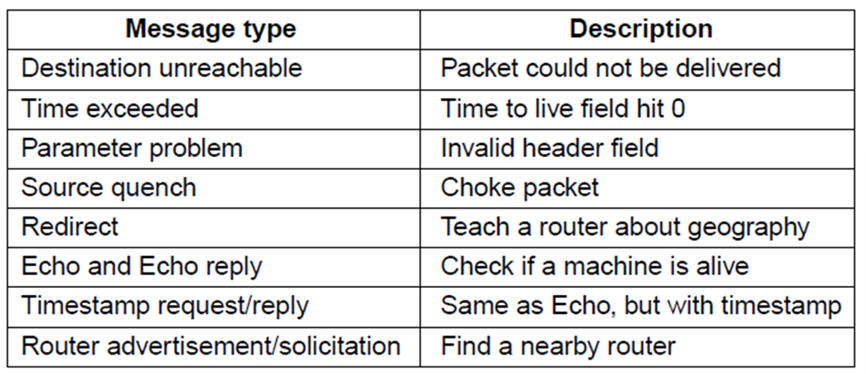 Message type Description
Destination unreachable Packet could not be delivered
Time exceeded Time to live field hit 0
Parameter problem Invalid header field
Source quench Choke packet
Redirect Teach a router about geography
Echo and Echo reply Check if a machine is alive
Timestamp request/reply Same as Echo, but with timestamp
Router advertisement/solicitation Find a nearby router